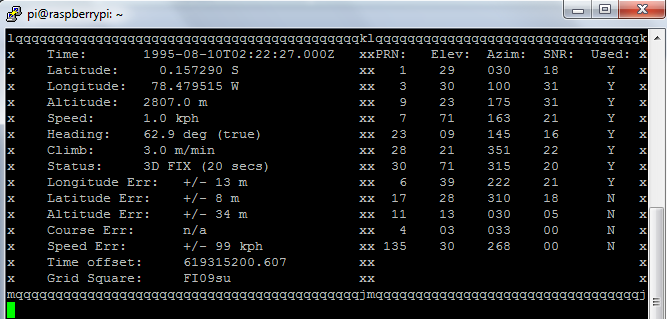 pi@raspberrypi: ~
lqqqqqqqqqqqqqqqqqqqqqqqqqqqqqqqqqqqqqqqqqqqklqqqqqqqqqqqqqqqqqqqqqqqqqqqqqqqqqk
x    Time:       1995-08-10T02:22:27.000Z   xxPRN:   Elev:  Azim:  SNR:  Used: x
x    Latitude:     0.157290 S               xx   1    29    030    18     Y   x
x    Longitude:   78.479515 W               xx   3    30    100    31     Y   x
x    Altitude:   2807.0 m                   xx   9    23    175    31     Y   x
x    Speed:      1.0 kph                    xx   7    71    163    21     Y   x
x    Heading:    62.9 deg (true)            xx  23    09    145    16     Y   x
x    Climb:      3.0 m/min                  xx  28    21    351    22     Y   x
x    Status:     3D FIX (20 secs)           xx  30    71    315    20     Y   x
x    Longitude Err:   +/- 13 m              xx   6    39    222    21     Y   x
x    Latitude Err:    +/- 8 m               xx  17    28    310    18     N   x
x    Altitude Err:    +/- 34 m              xx  11    13    030    05     N   x
x    Course Err:      n/a                   xx   4    03    033    00     N   x
x    Speed Err:       +/- 99 kph            xx 135    30    268    00     N   x
x    Time offset:     619315200.607         xx                                x
x    Grid Square:     FI09su                xx                                x
mqqqqqqqqqqqqqqqqqqqqqqqqqqqqqqqqqqqqqqqqqqqjmqqqqqqqqqqqqqqqqqqqqqqqqqqqqqqqqqj